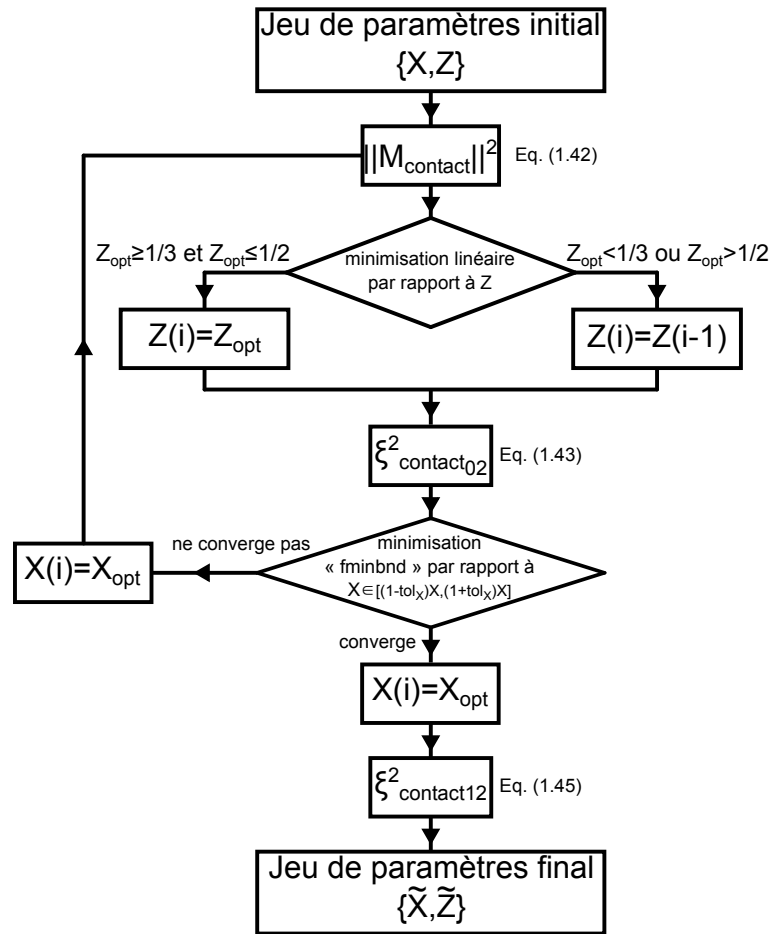 Jeu de paramètres initial
{X,Z}
||M_contact||² Eq. (1.42)
Z_opt≥1/3 et Z_opt≤1/2
minimisation linéaire
par rapport à Z
Z_opt<1/3 ou Z_opt>1/2
Z(i)=Z_opt
Z(i)=Z(i-1)
ξ²_contact₀₂ Eq. (1.43)
ne converge pas
minimisation
« fminbnd » par rapport à
X∈[(1-tol_X)X,(1+tol_X)X]
X(i)=X_opt
converge
X(i)=X_opt
ξ²_contact12 Eq. (1.45)
Jeu de paramètres final
{X̃,Z̃}